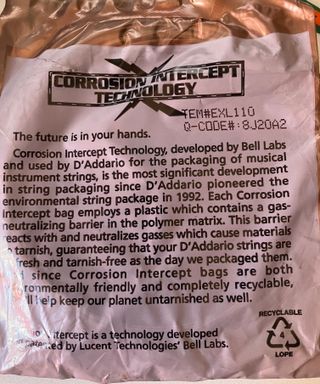 CORROSION INTERCEPT
TECHNOLOGY
TEM#EXL110
Q-CODE#:8J20A2
The future is in your hands.
Corrosion Intercept Technology, developed by Bell Labs
and used by D'Addario for the packaging of musical
instrument strings, is the most significant development
in string packaging since D'Addario pioneered the
environmental string package in 1992. Each Corrosion
Intercept bag employs a plastic which contains a gas-
neutralizing barrier in the polymer matrix. This barrier
reacts with and neutralizes gasses which cause materials
to tarnish, guaranteeing that your D'Addario strings are
fresh and tarnish-free as the day we packaged them.
since Corrosion Intercept bags are both
ronmentally friendly and completely recyclable,
help keep our planet untarnished as well.
Intercept is a technology developed
ted by Lucent Technologies' Bell Labs.
RECYCLABLE
4
LDPE